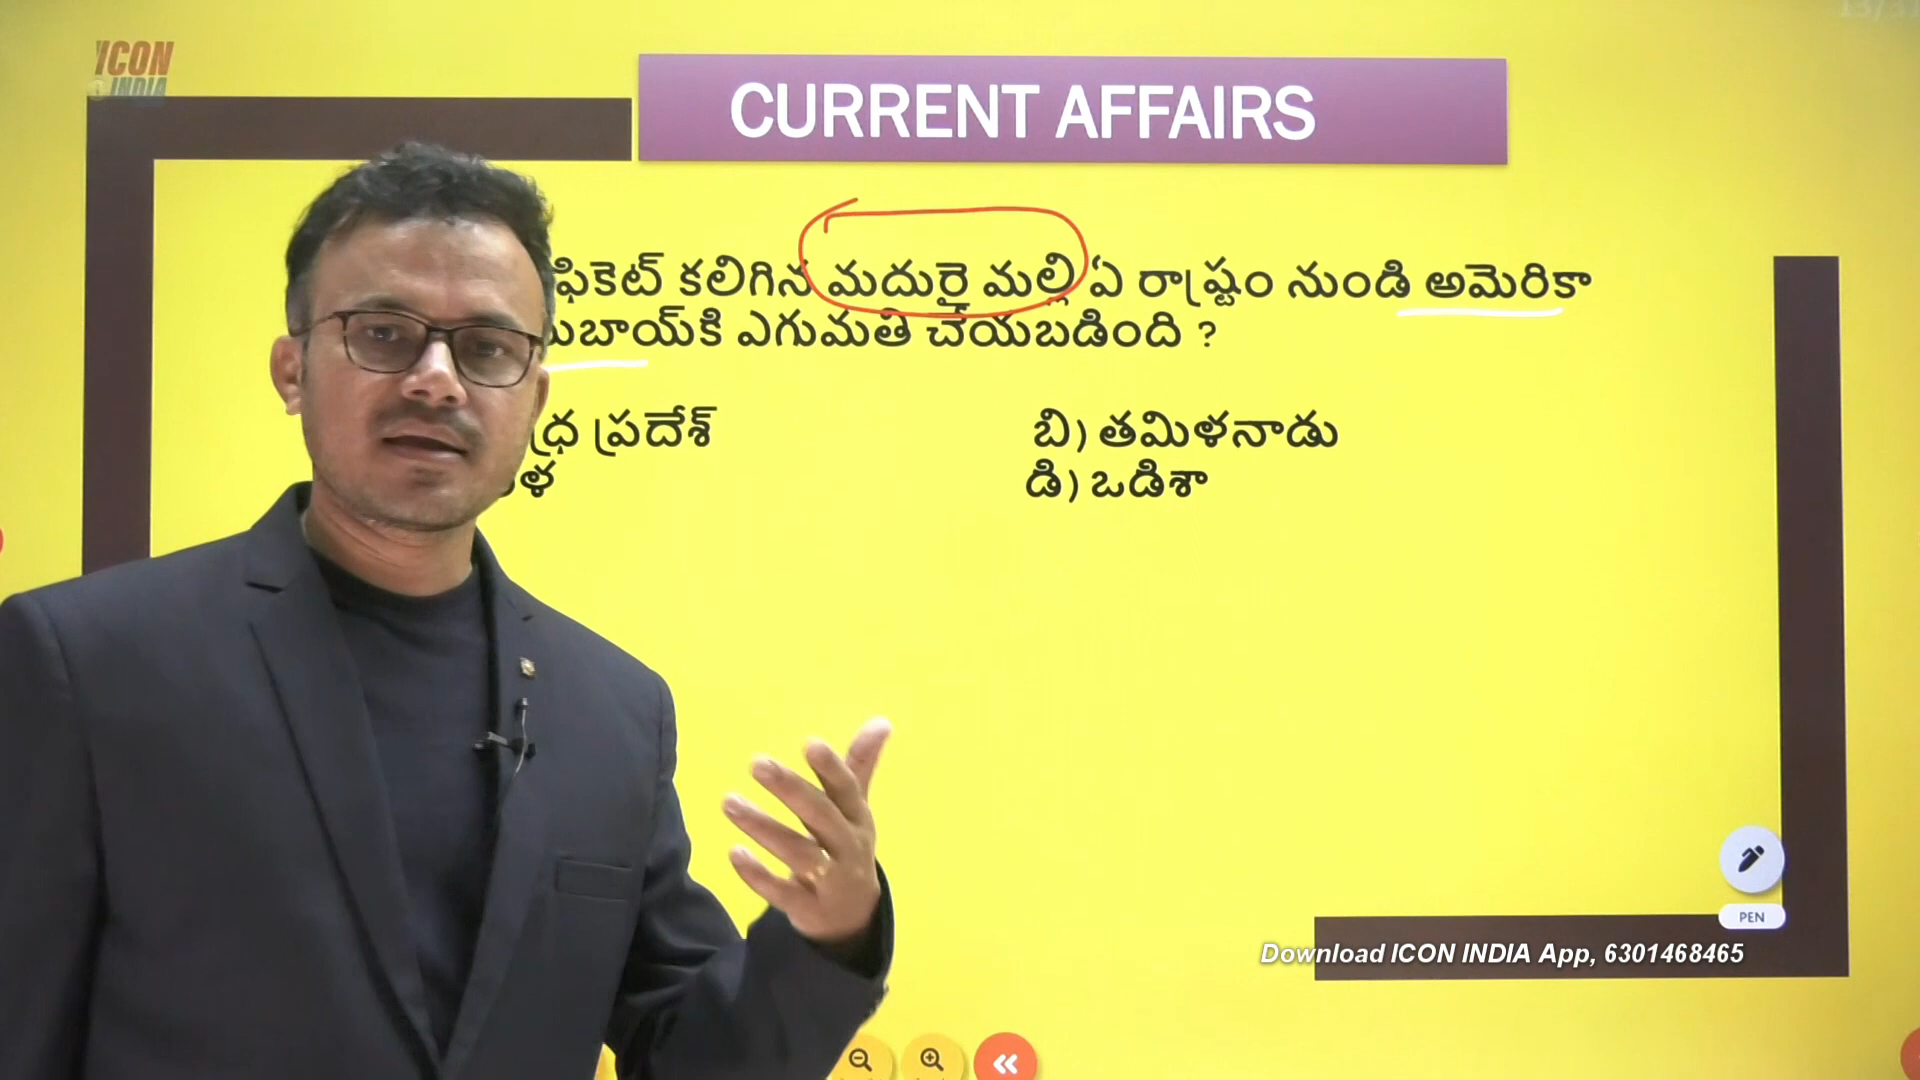 ICON
INDIA
CURRENT AFFAIRS
కలిగిన మదురై మల్లి ఏ రాష్ట్రం నుండి అమెరికా
ఎగుమతి చేయబడింది ?
ప్రదేశ్ బి) తమిళనాడు
డి) ఒడిశా
PEN
Download ICON INDIA App, 6301468465